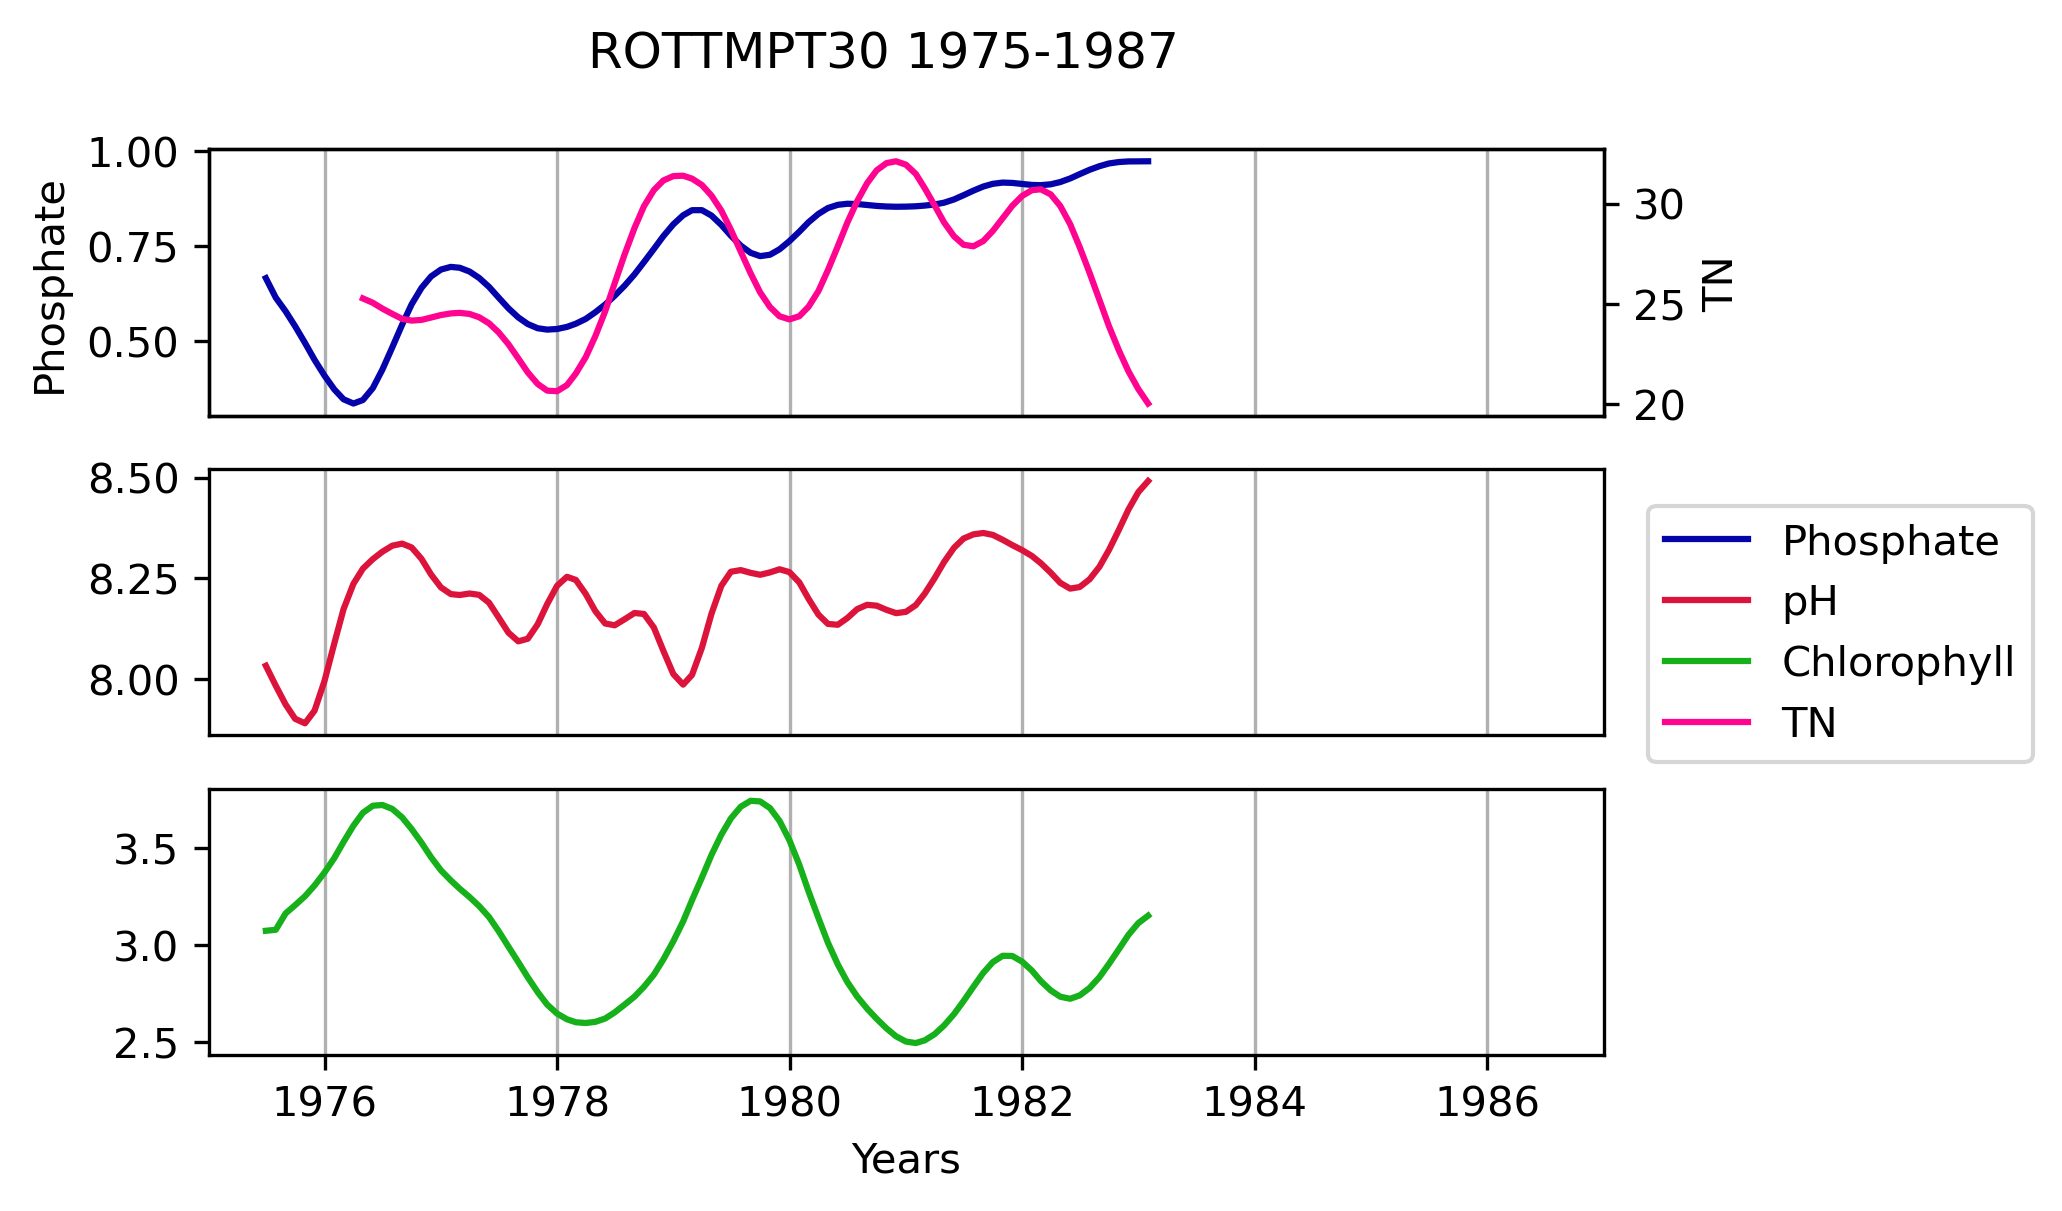 ROTTMPT30 1975-1987
Phosphate
1.00
0.75
0.50
30
25
20
TN
8.50
8.25
8.00
Phosphate
pH
Chlorophyll
TN
3.5
3.0
2.5
1976 1978 1980 1982 1984 1986
Years